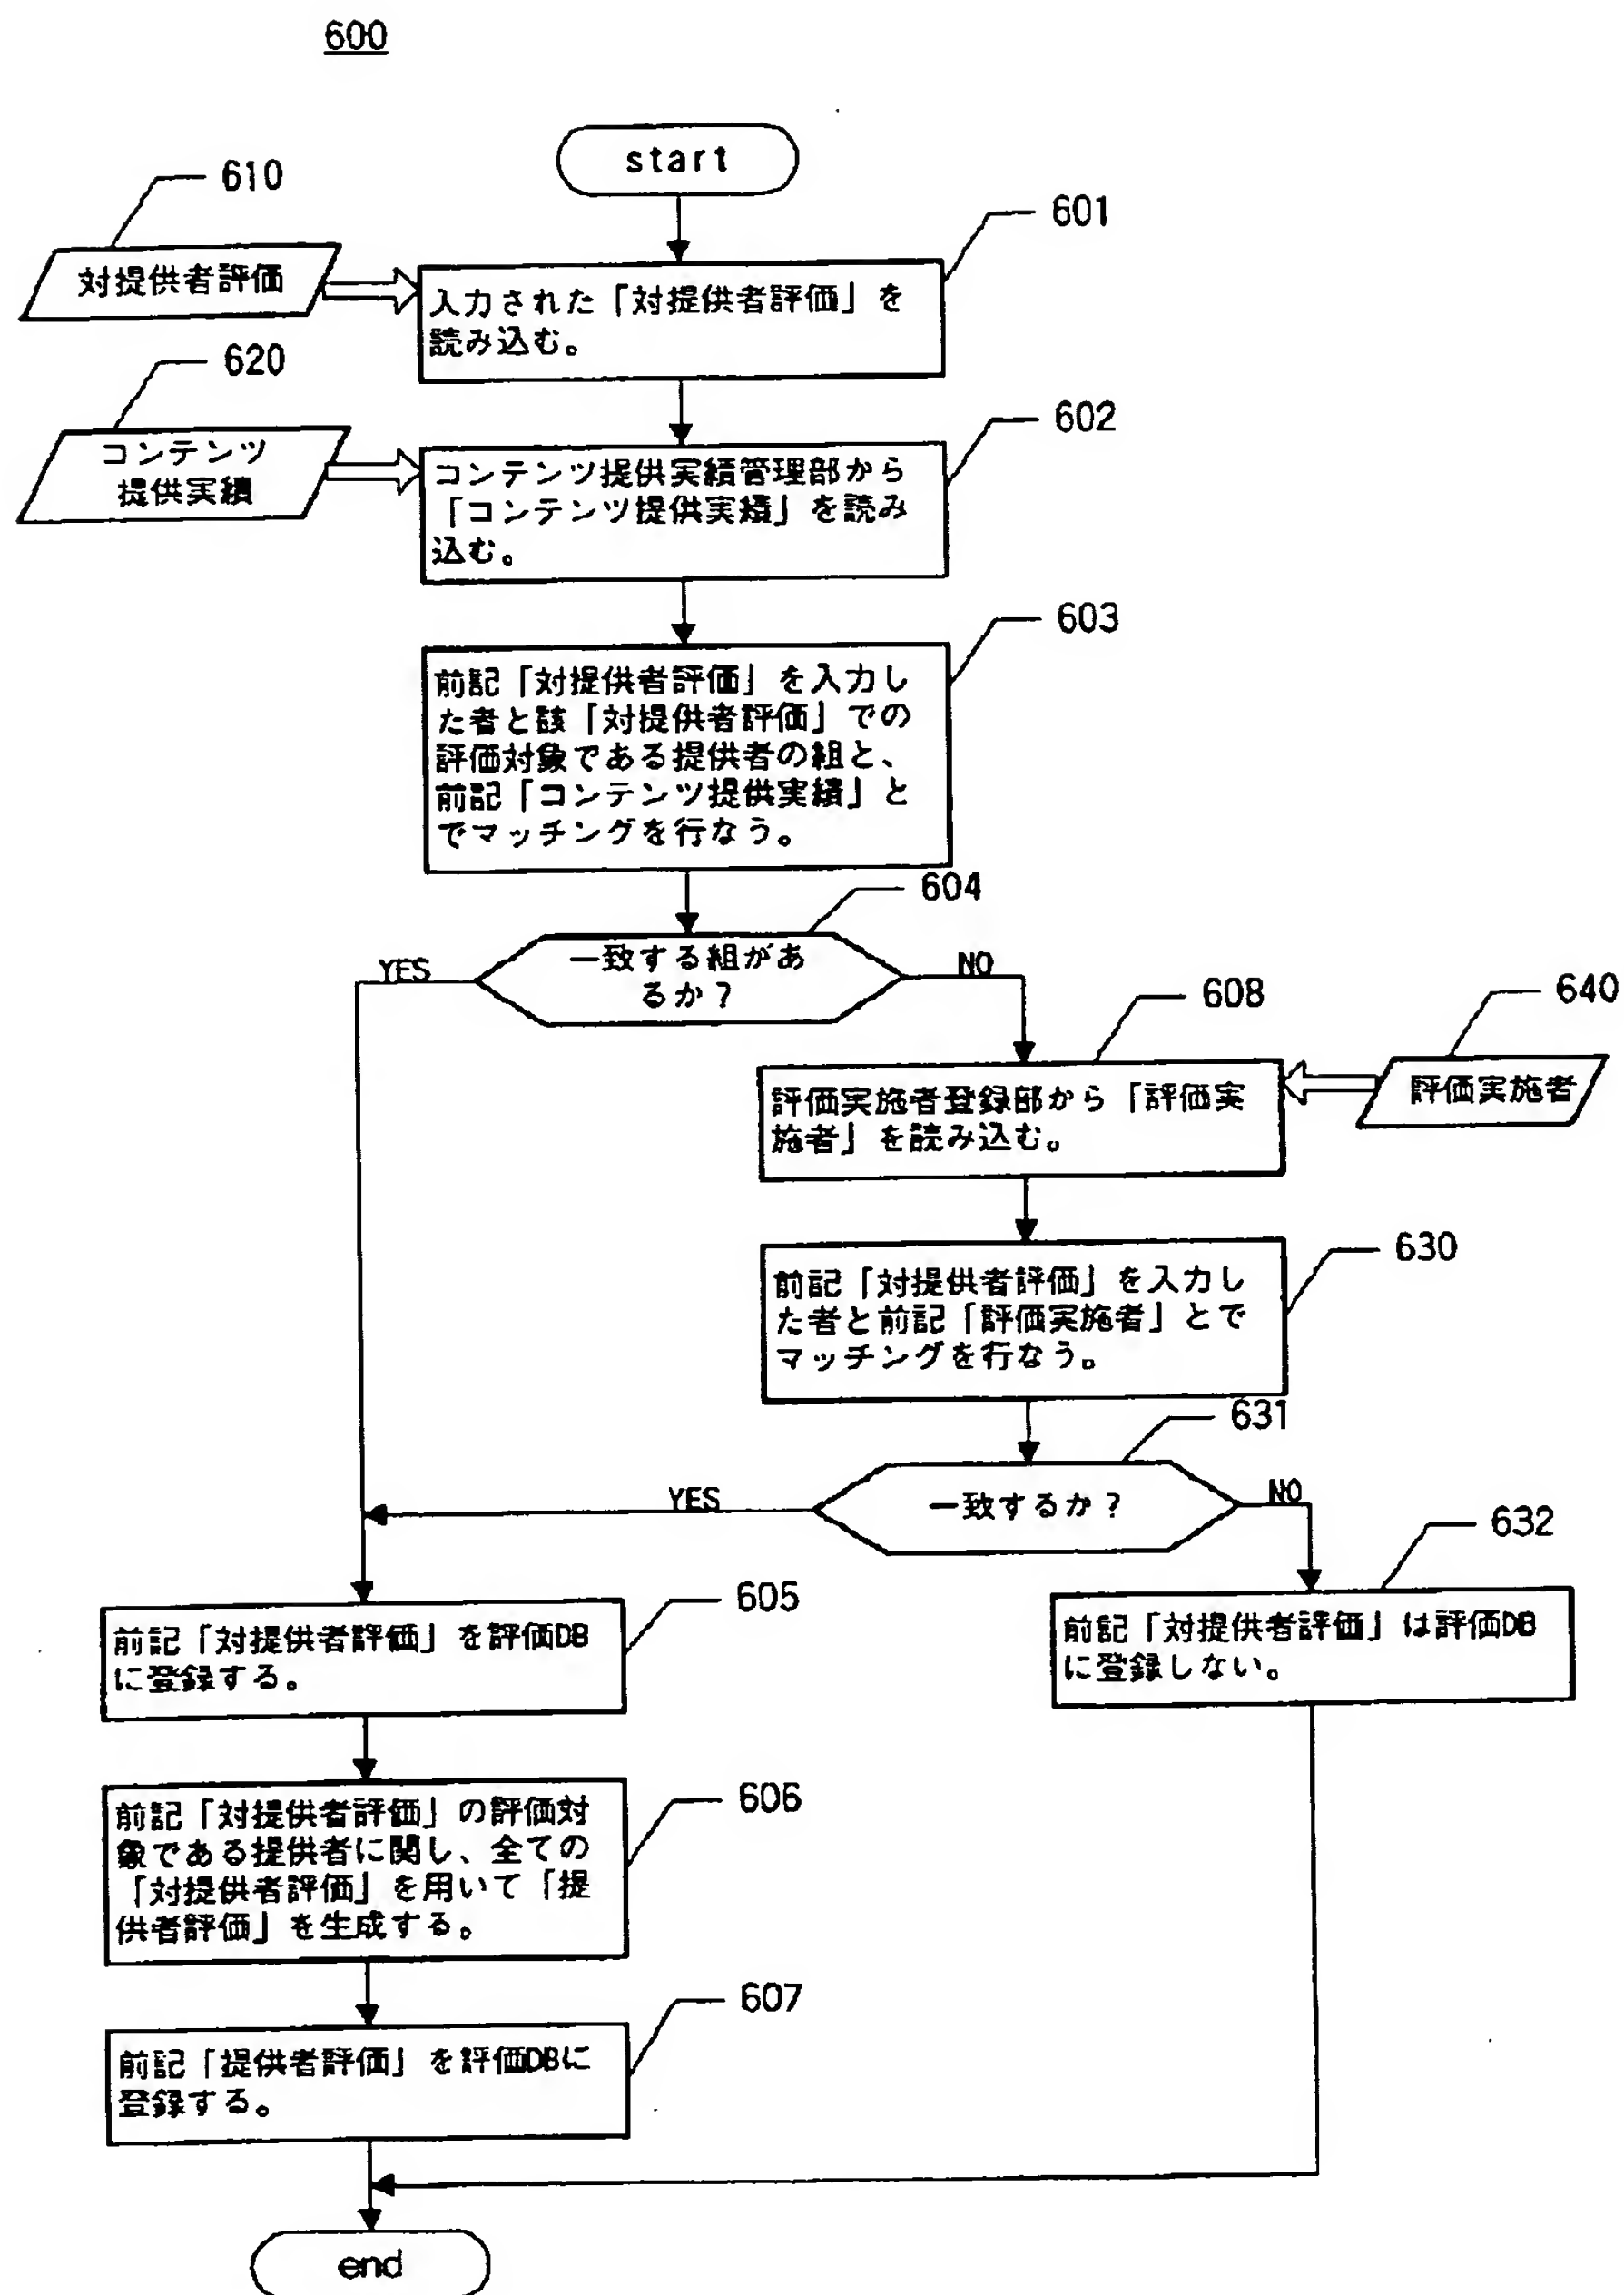 600
start
610
601
対提供者評価
入力された「対提供者評価」を
読み込む。
620
602
コンテンツ
提供実績
コンテンツ提供実績管理部から
「コンテンツ提供実績」を読み
込む。
603
前記「対提供者評価」を入力し
た者と該「対提供者評価」での
評価対象である提供者の組と、
前記「コンテンツ提供実績」と
でマッチングを行なう。
604
一致する組があ
るか？
YES
NO
608
640
評価実施者登録部から「評価実
施者」を読み込む。
評価実施者
630
前記「対提供者評価」を入力し
た者と前記「評価実施者」とで
マッチングを行なう。
631
一致するか？
YES
NO
632
605
前記「対提供者評価」を評価DB
に登録する。
前記「対提供者評価」は評価DB
に登録しない。
606
前記「対提供者評価」の評価対
象である提供者に関し、全ての
「対提供者評価」を用いて「提
供者評価」を生成する。
607
前記「提供者評価」を評価DBに
登録する。
end